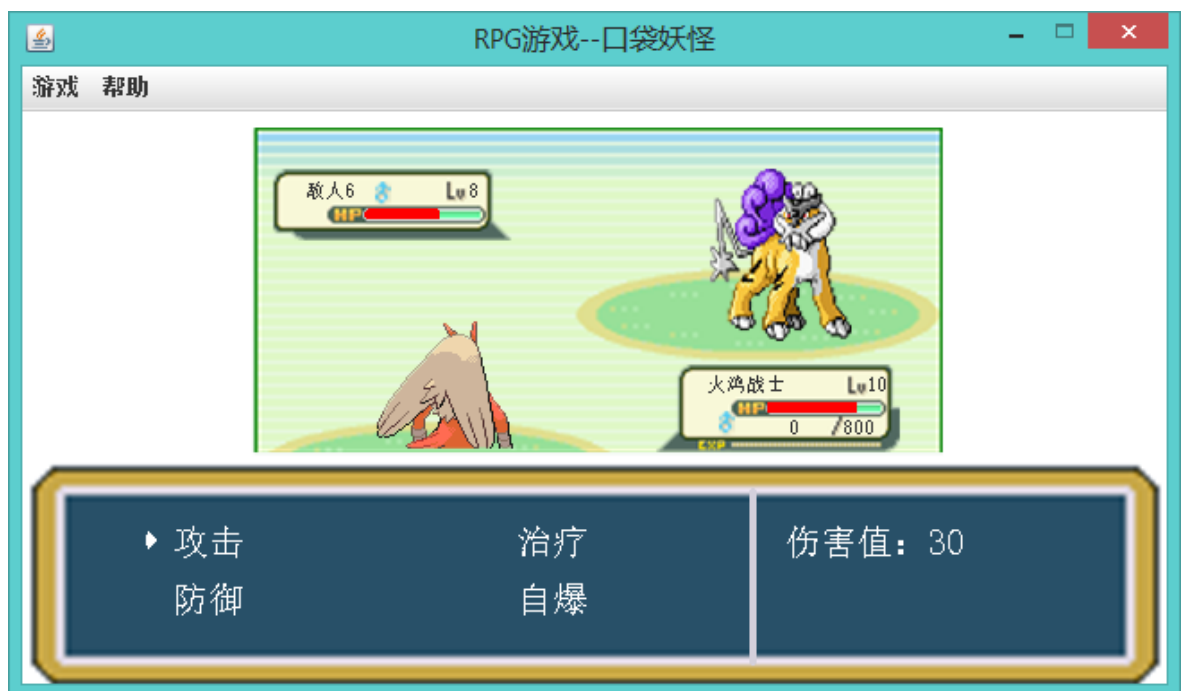 RPG游戏--口袋妖怪
游戏 帮助
敌人6 Lv8
HP
火鸡战士 Lv10
HP
0 /800
EXP
攻击 治疗 伤害值：30
防御 自爆